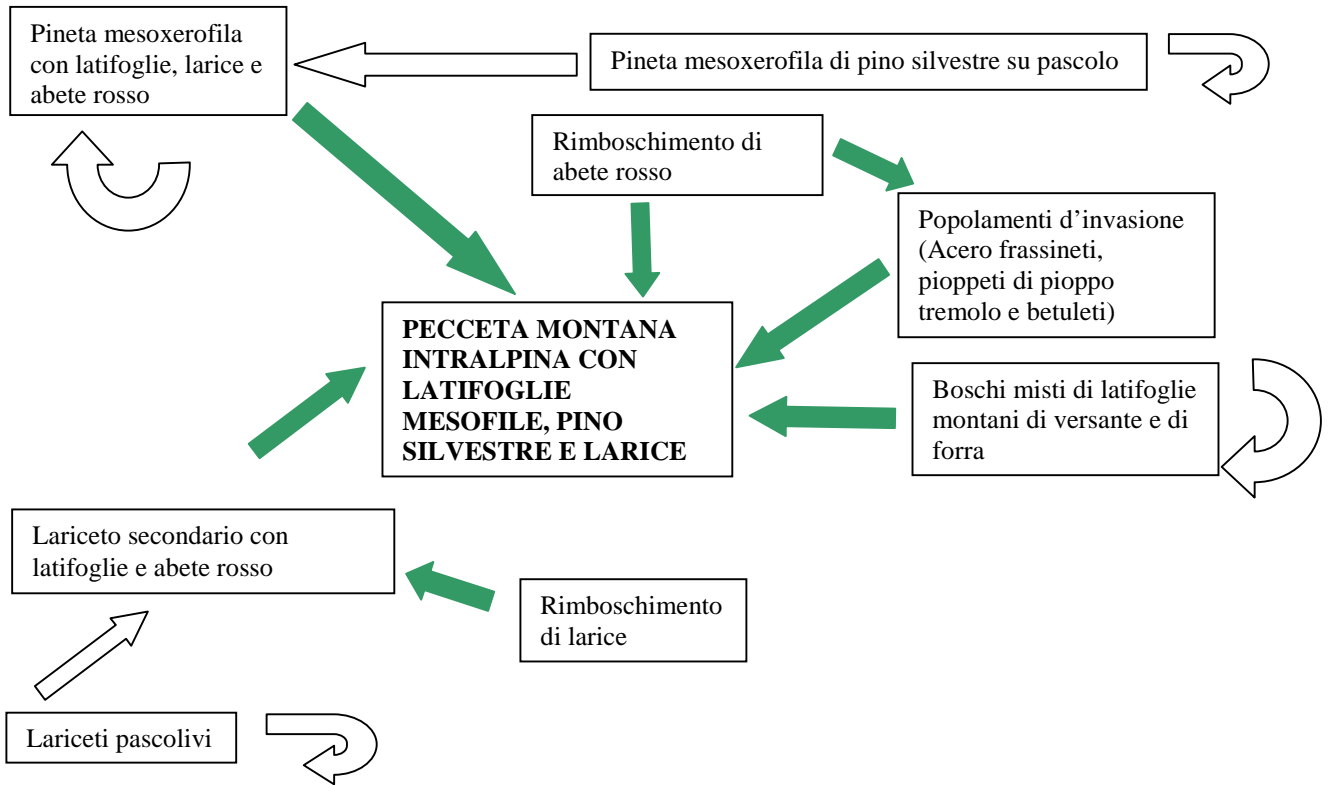 Pineta mesoxerofila
con latifoglie, larice e
abete rosso
Pineta mesoxerofila di pino silvestre su pascolo
Rimboschimento di
abete rosso
Popolamenti d’invasione
(Acero frassineti,
pioppeti di pioppo
tremolo e betuleti)
PECCETA MONTANA
INTRALPINA CON
LATIFOGLIE
MESOFILE, PINO
SILVESTRE E LARICE
Boschi misti di latifoglie
montani di versante e di
forra
Lariceto secondario con
latifoglie e abete rosso
Rimboschimento
di larice
Lariceti pascolivi